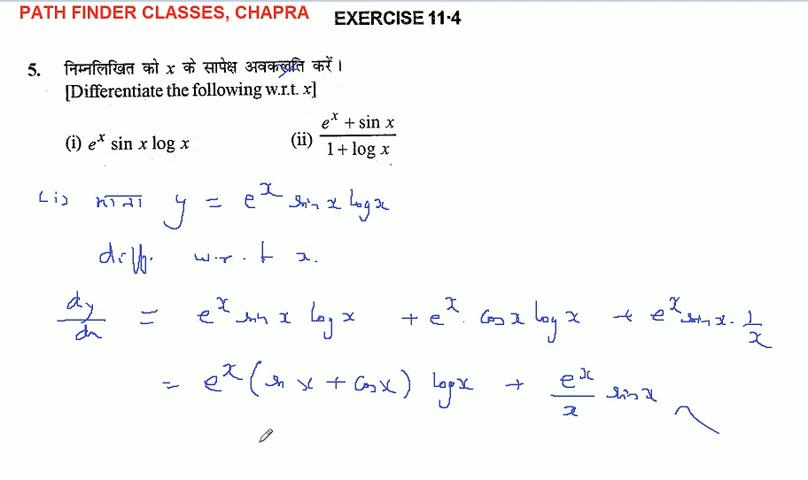 PATH FINDER CLASSES, CHAPRA EXERCISE 11·4
5. निम्नलिखित को x के सापेक्ष अवकलति करें।
[Differentiate the following w.r.t. x]
(i) e^x sin x log x (ii) (e^x + sin x)/(1 + log x)
(i) माना y = e^x sin x log x
diff. w.r.t x.
dy/dx = e^x sin x log x + e^x · cos x log x + e^x sin x · 1/x
= e^x (sin x + cos x) log x + e^x/x sin x